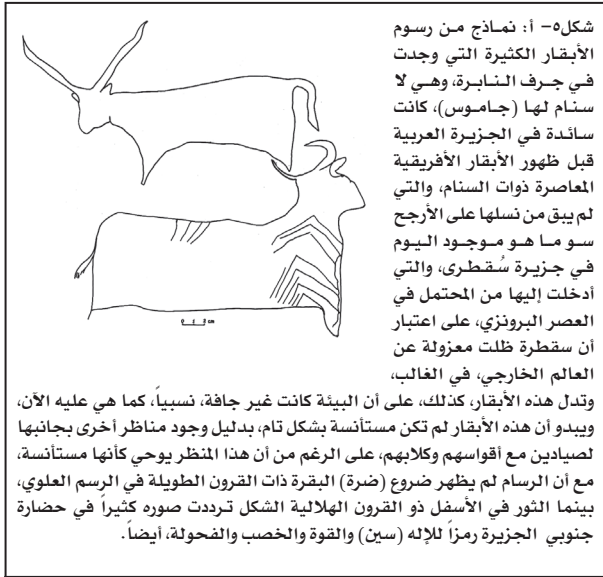 شكل٥- أ: نماذج من رسوم
الأبقار الكثيرة التي وجدت
في جرف النابرة، وهي لا
سنام لها (جاموس)، كانت
سائدة في الجزيرة العربية
قبل ظهور الأبقار الأفريقية
المعاصرة ذوات السنام، والتي
لم يبق من نسلها على الأرجح
سو ما هو موجود اليوم
في جزيرة سُقطرى، والتي
أدخلت إليها من المحتمل في
العصر البرونزي، على اعتبار
أن سقطرة ظلت معزولة عن
العالم الخارجي، في الغالب،
وتدل هذه الأبقار، كذلك، على أن البيئة كانت غير جافة، نسبياً، كما هي عليه الآن،
ويبدو أن هذه الأبقار لم تكن مستأنسة بشكل تام، بدليل وجود مناظر أخرى بجانبها
لصيادين مع أقواسهم وكلابهم، على الرغم من أن هذا المنظر يوحي كأنها مستأنسة،
مع أن الرسام لم يظهر ضروع (ضرة) البقرة ذات القرون الطويلة في الرسم العلوي،
بينما الثور في الأسفل ذو القرون الهلالية الشكل ترددت صوره كثيراً في حضارة
جنوبي الجزيرة رمزاً للإله (سين) والقوة والخصب والفحولة، أيضاً.